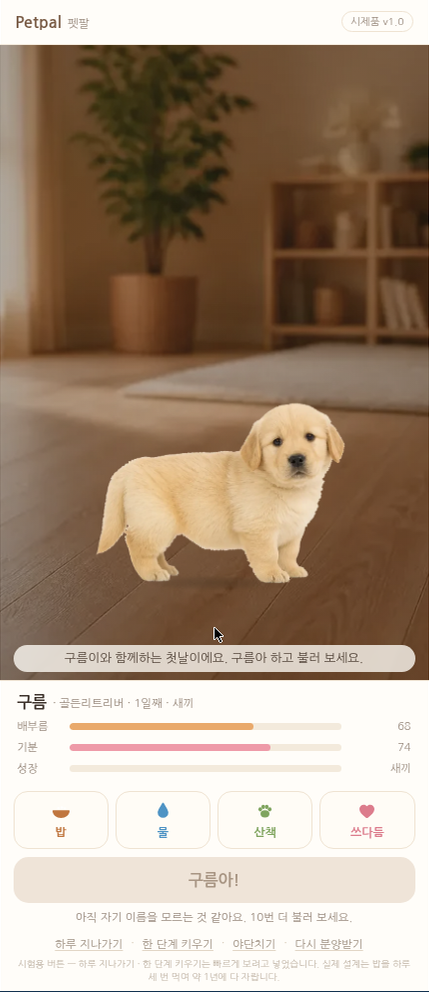 Petpal 펫팔
시제품 v1.0
구름이와 함께하는 첫날이에요. 구름아 하고 불러 보세요.
구름 · 골든리트리버 · 1일째 · 새끼
배부름 68
기분 74
성장 새끼
밥 물 산책 쓰다듬
구름아!
아직 자기 이름을 모르는 것 같아요. 10번 더 불러 보세요.
하루 지나가기 · 한 단계 키우기 · 야단치기 · 다시 분양받기
시험용 버튼 — 하루 지나가기 · 한 단계 키우기는 빠르게 보려고 넣었습니다. 실제 설계는 밥을 하루
세 번 먹여 약 1년에 다 자랍니다.